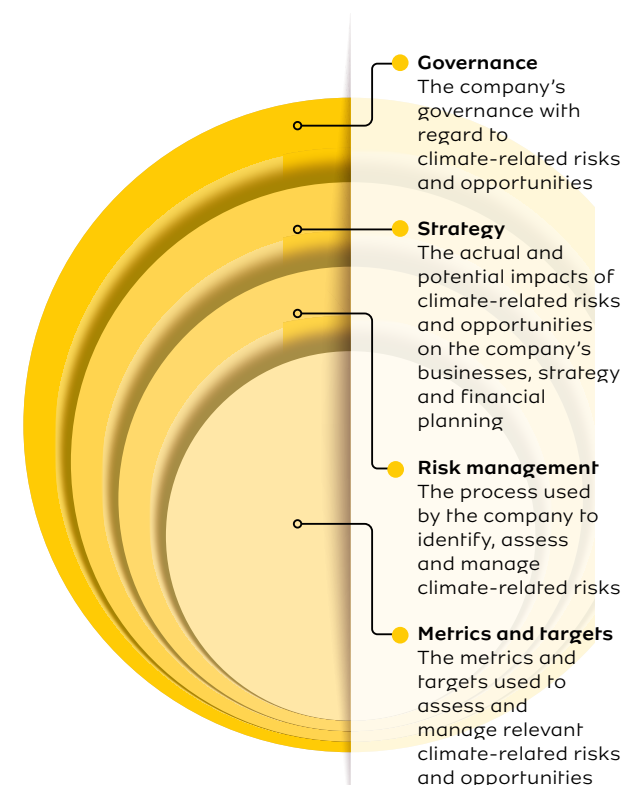 Governance
The company's
governance with
regard to
climate-related risks
and opportunities
Strategy
The actual and
potential impacts of
climate-related risks
and opportunities
on the company's
businesses, strategy
and financial
planning
Risk management
The process used
by the company to
identify, assess
and manage
climate-related risks
Metrics and targets
The metrics and
targets used to
assess and
manage relevant
climate-related risks
and opportunities